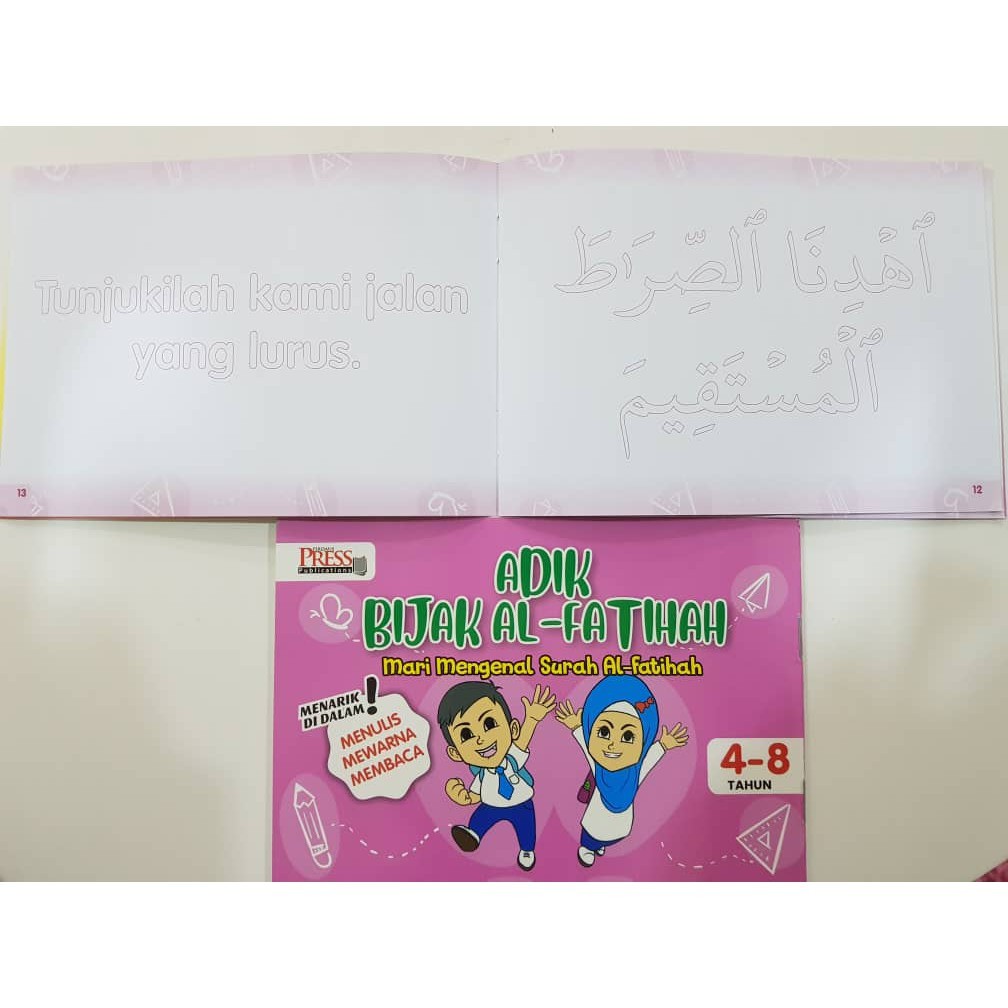 ٱهْدِنَا ٱلصِّرَٰطَ
ٱلْمُسْتَقِيمَ
12
Tunjukilah kami jalan
yang lurus.
13
PRESS
Publications
ADIK
BIJAK AL-FATIHAH
Mari Mengenal Surah Al-Fatihah
MENARIK
DI DALAM!
MENULIS
MEWARNA
MEMBACA
4-8
TAHUN